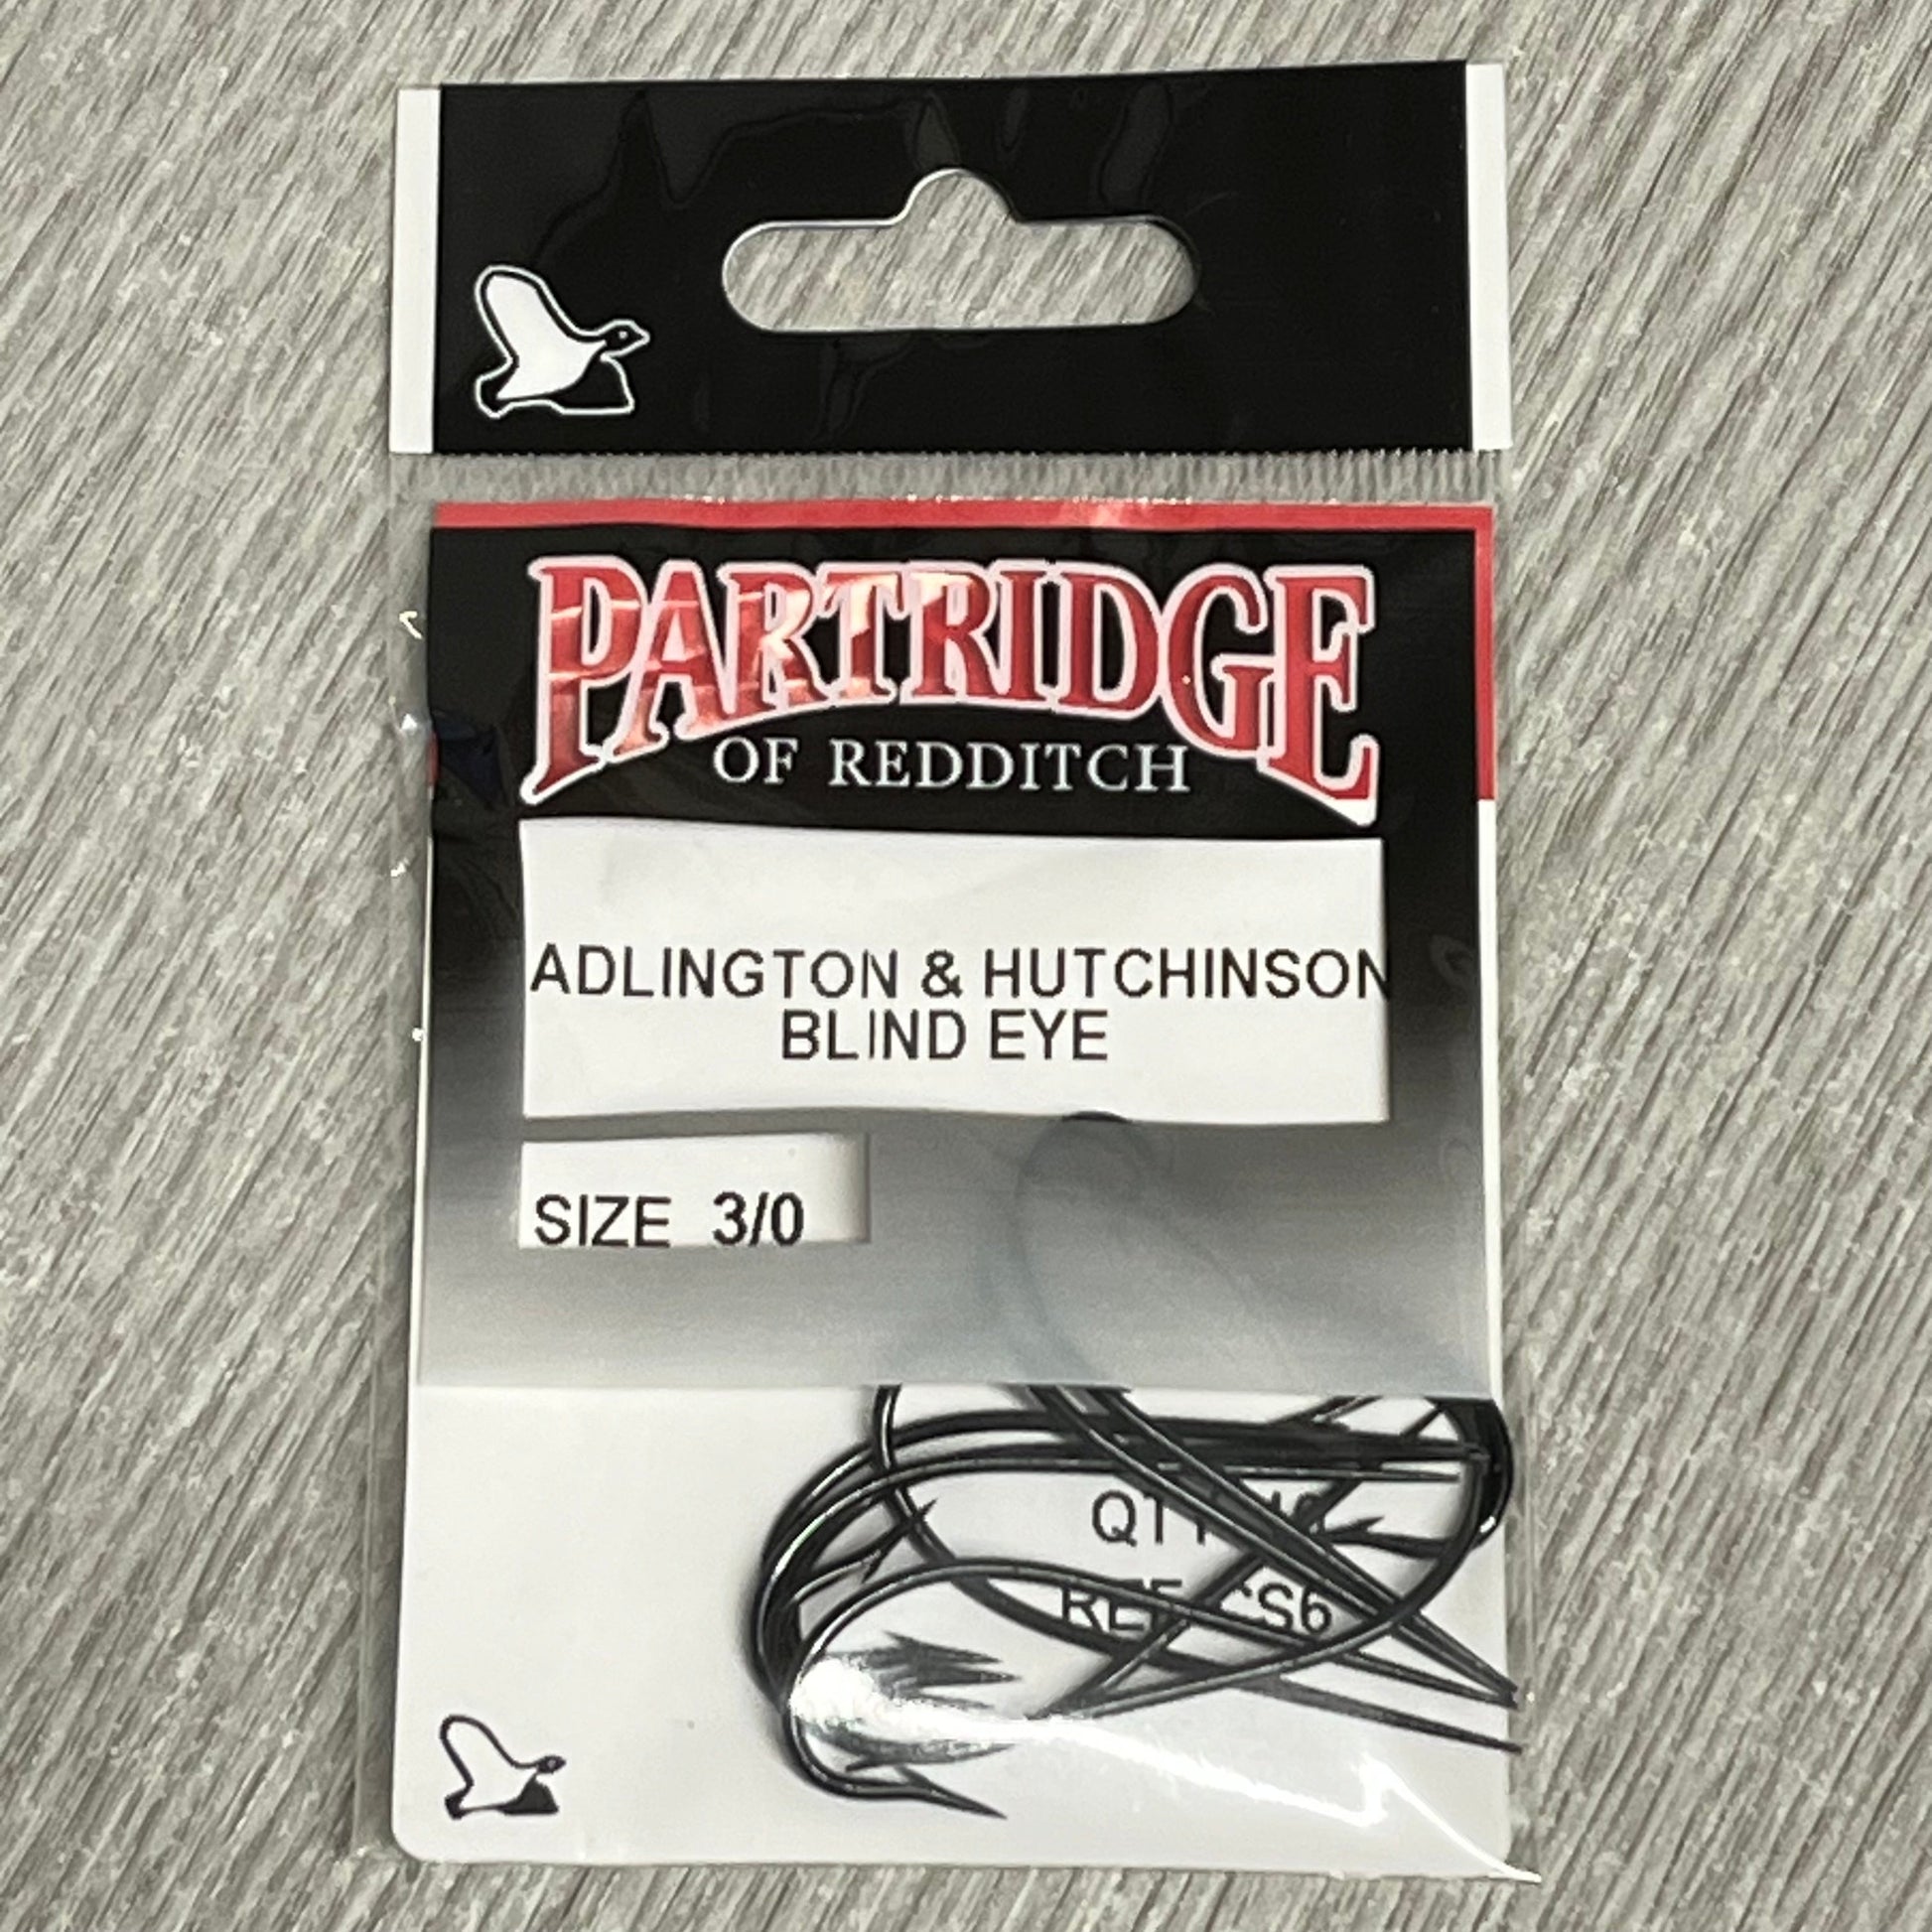 PARTRIDGE
OF REDDITCH
ADLINGTON & HUTCHINSON
BLIND EYE
SIZE 3/0